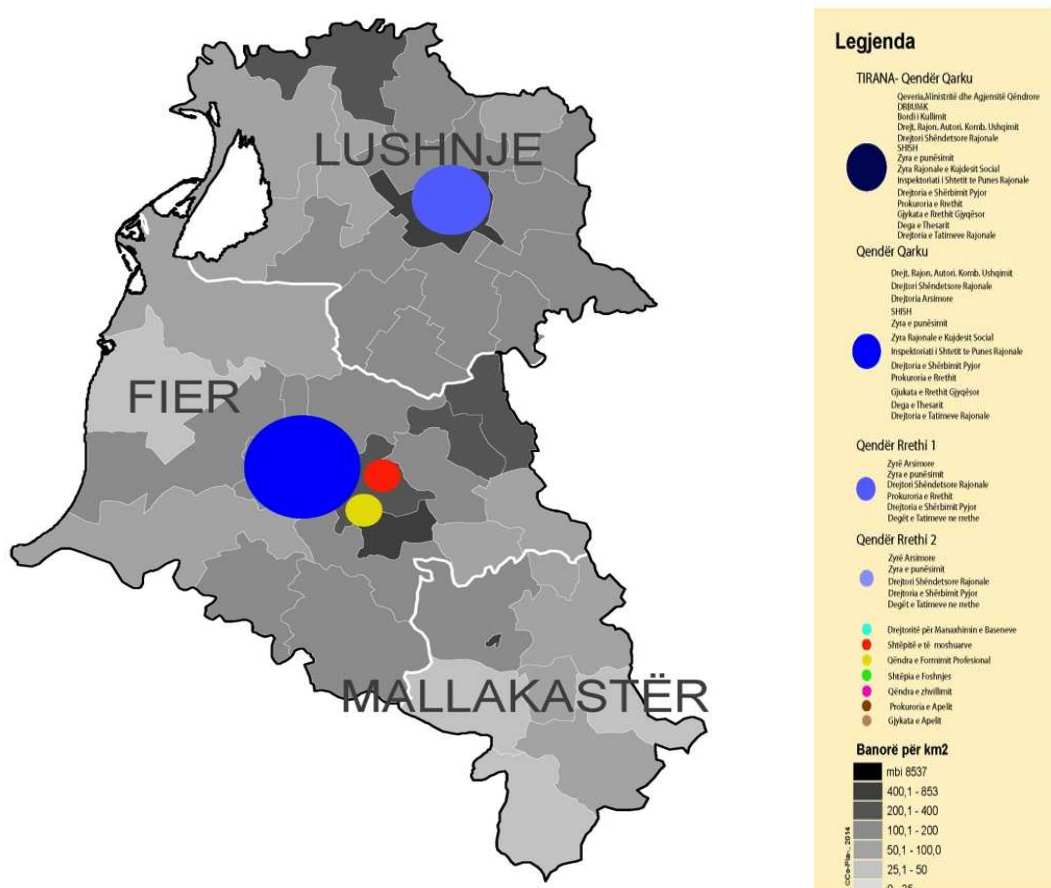 LUSHNJE
FIER
MALLAKASTËR
Legjenda
TIRANA- Qendër Qarku
Qeveria,Ministritë dhe Agjensitë Qëndrore
DRBUMK
Bordi i Kullimit
Drejt. Rajon. Autori. Komb. Ushqimit
Drejtori Shëndetsore Rajonale
SHISH
Zyra e punësimit
Zyra Rajonale e Kujdesit Social
Inspektoriati i Shtetit te Punes Rajonale
Drejtoria e Shërbimit Pyjor
Prokuroria e Rrethit
Gjykata e Rrethit Gjyqësor
Dega e Thesarit
Drejtoria e Tatimeve Rajonale
Qendër Qarku
Drejt. Rajon. Autori. Komb. Ushqimit
Drejtori Shëndetsore Rajonale
Drejtoria Arsimore
SHISH
Zyra e punësimit
Zyra Rajonale e Kujdesit Social
Inspektoriati i Shtetit te Punes Rajonale
Drejtoria e Shërbimit Pyjor
Prokuroria e Rrethit
Gjukata e Rrethit Gjyqësor
Dega e Thesarit
Drejtoria e Tatimeve Rajonale
Qendër Rrethi 1
Zyrë Arsimore
Zyra e punësimit
Drejtori Shëndetsore Rajonale
Prokuroria e Rrethit
Drejtoria e Shërbimit Pyjor
Degët e Tatimeve ne rrethe
Qendër Rrethi 2
Zyrë Arsimore
Zyra e punësimit
Drejtori Shëndetsore Rajonale
Drejtoria e Shërbimit Pyjor
Degët e Tatimeve ne rrethe
Drejtoritë për Manaxhimin e Baseneve
Shtëpitë e të moshuarve
Qëndra e Formimit Profesional
Shtëpia e Foshnjes
Qëndra e zhvillimit
Prokuroria e Apelit
Gjykata e Apelit
Banorë për km2
mbi 8537
400,1 - 853
200,1 - 400
100,1 - 200
50,1 - 100,0
25,1 - 50
0 - 25